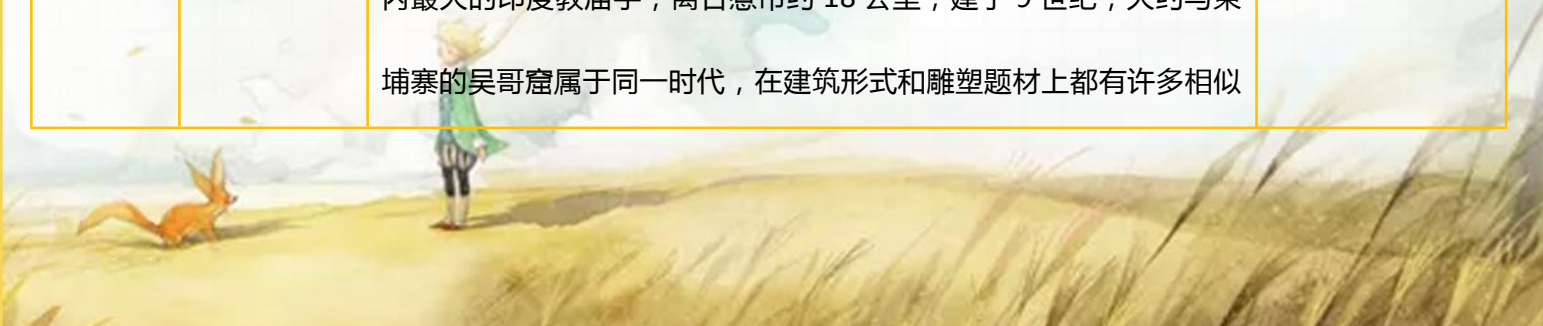 内最大的印度教庙宇，离日惹市约 18 公里，建于 9 世纪，大约与柬
埔寨的吴哥窟属于同一时代，在建筑形式和雕塑题材上都有许多相似